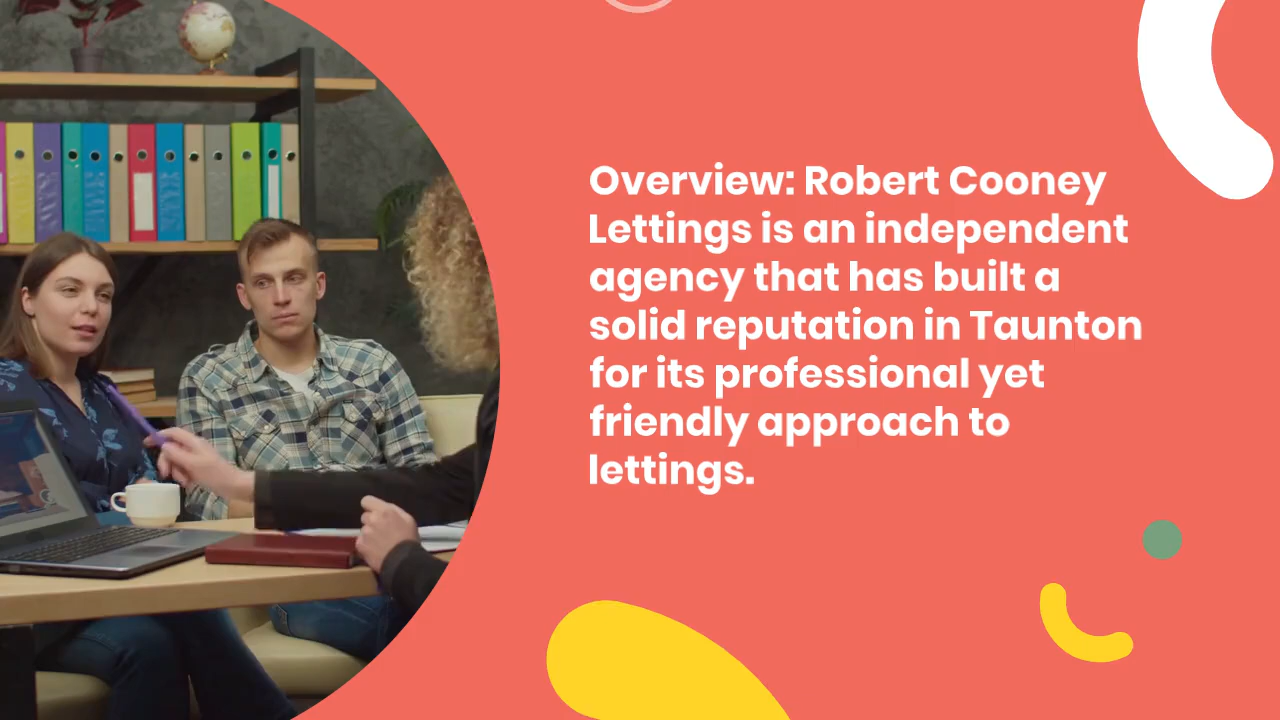 Overview: Robert Cooney
Lettings is an independent
agency that has built a
solid reputation in Taunton
for its professional yet
friendly approach to
lettings.